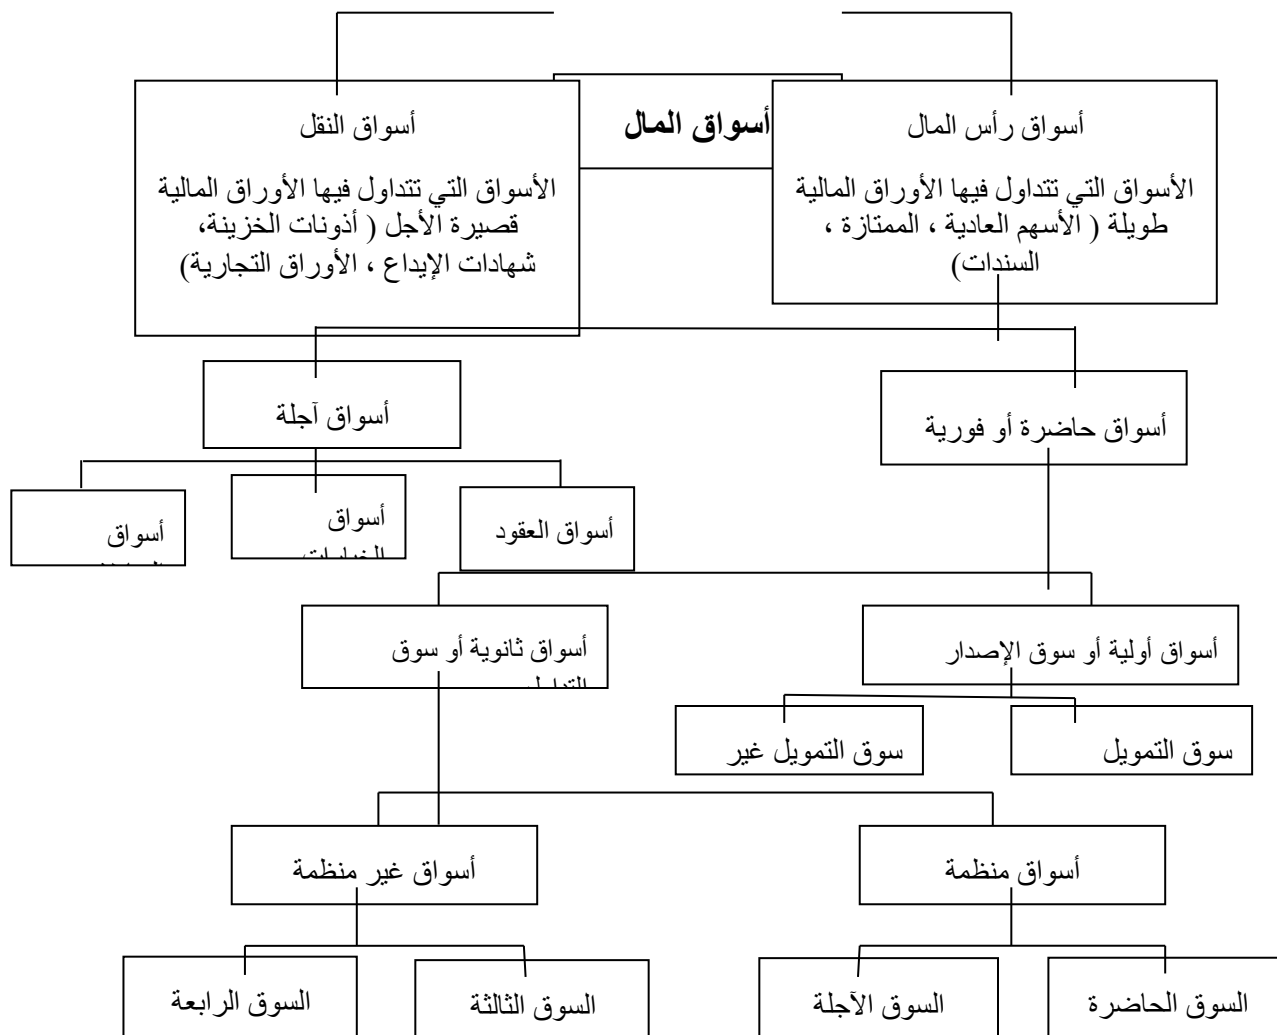 أسواق المال
أسواق رأس المال
الأسواق التي تتداول فيها الأوراق المالية
طويلة ( الأسهم العادية ، الممتازة ،
السندات)
أسواق النقل
الأسواق التي تتداول فيها الأوراق المالية
قصيرة الأجل ( أذونات الخزينة،
شهادات الإيداع ، الأوراق التجارية)
أسواق حاضرة أو فورية
أسواق آجلة
أسواق العقود
أسواق
أسواق
أسواق أولية أو سوق الإصدار
أسواق ثانوية أو سوق
سوق التمويل
سوق التمويل غير
أسواق منظمة
أسواق غير منظمة
السوق الحاضرة
السوق الآجلة
السوق الثالثة
السوق الرابعة